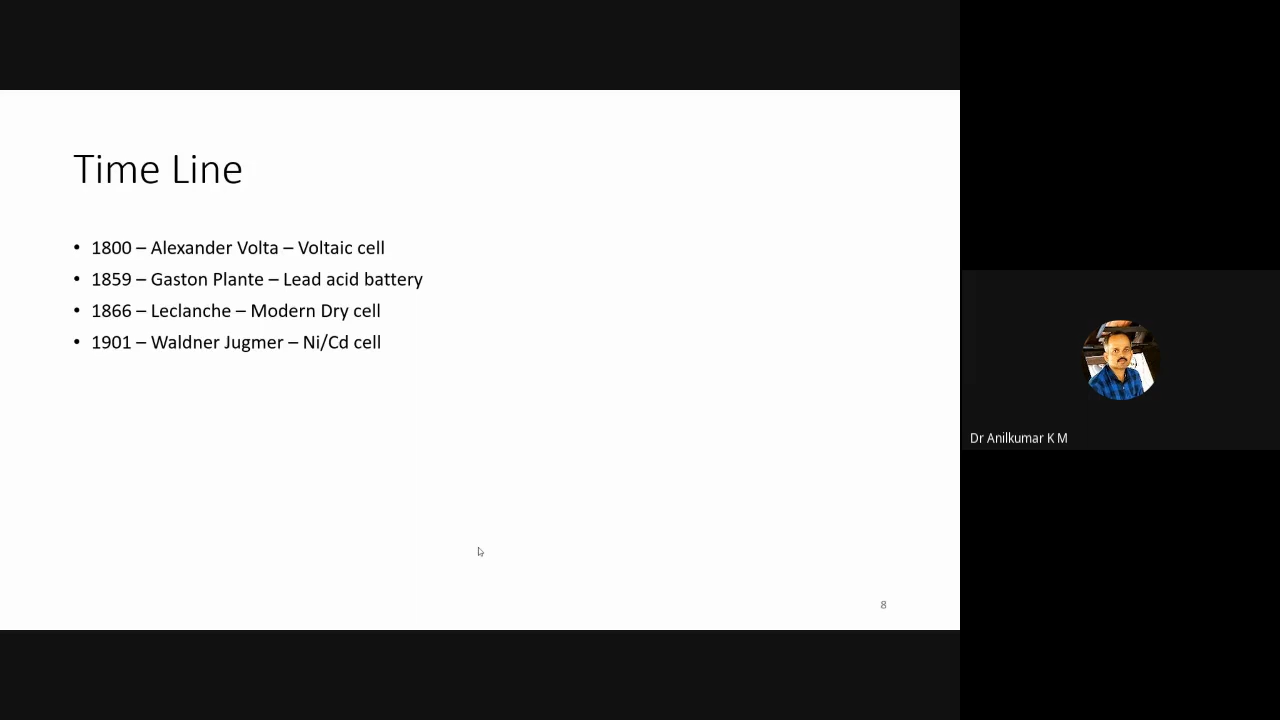 Time Line
• 1800 – Alexander Volta – Voltaic cell
• 1859 – Gaston Plante – Lead acid battery
• 1866 – Leclanche – Modern Dry cell
• 1901 – Waldner Jugmer – Ni/Cd cell
Dr Anilkumar K M
8